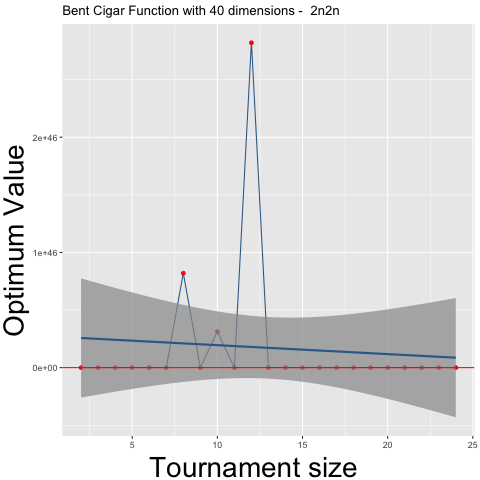 Bent Cigar Function with 40 dimensions -  2n2n
Optimum Value
2e+46
1e+46
0e+00
5 10 15 20 25
Tournament size